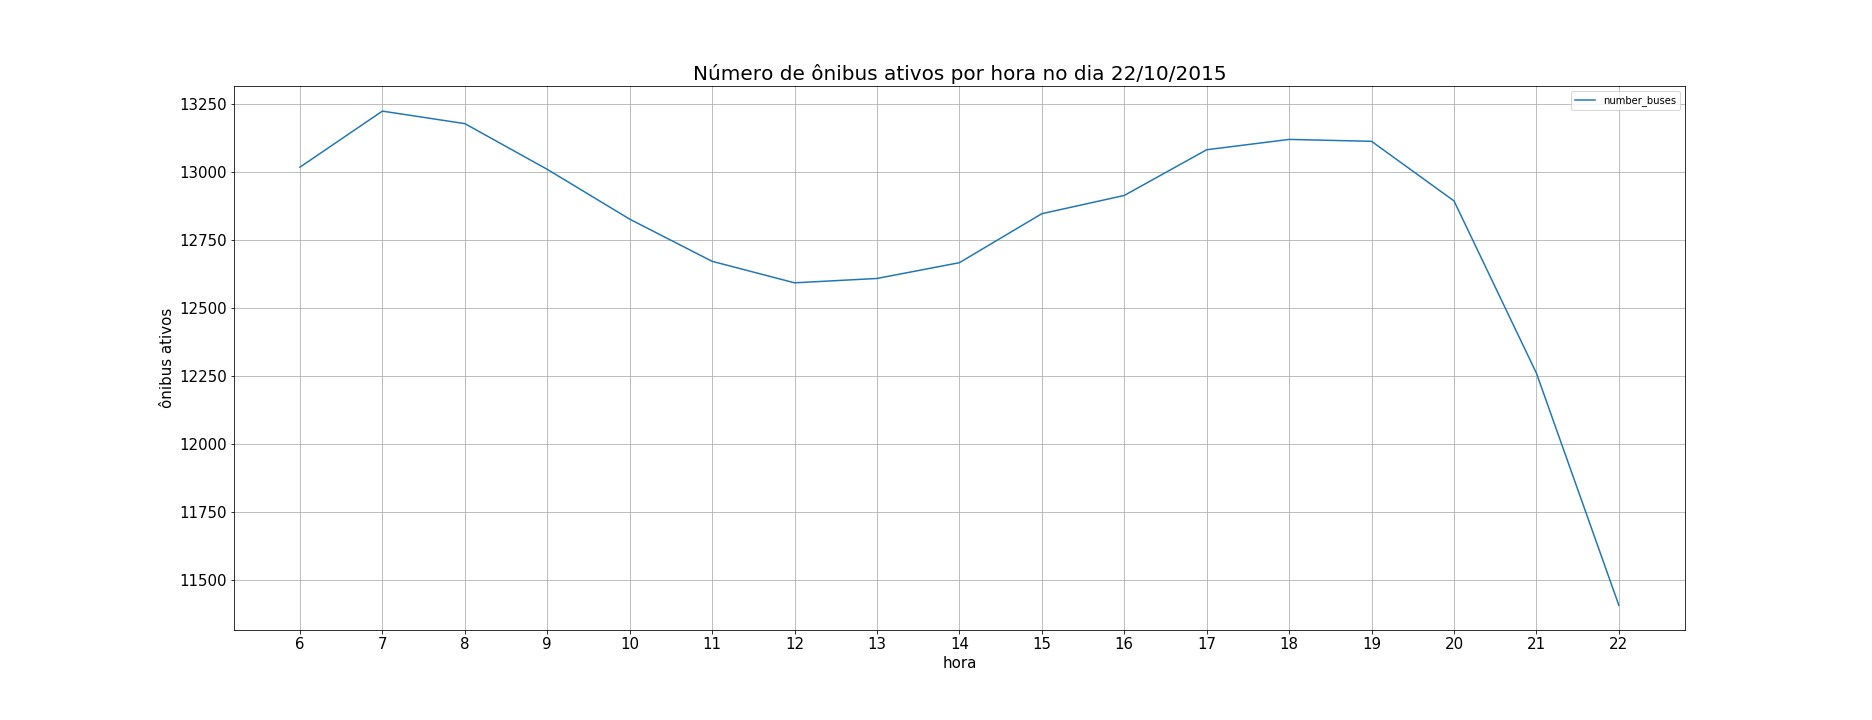 Número de ônibus ativos por hora no dia 22/10/2015
number_buses
13250
13000
12750
12500
12250
12000
11750
11500
ônibus ativos
6 7 8 9 10 11 12 13 14 15 16 17 18 19 20 21 22
hora